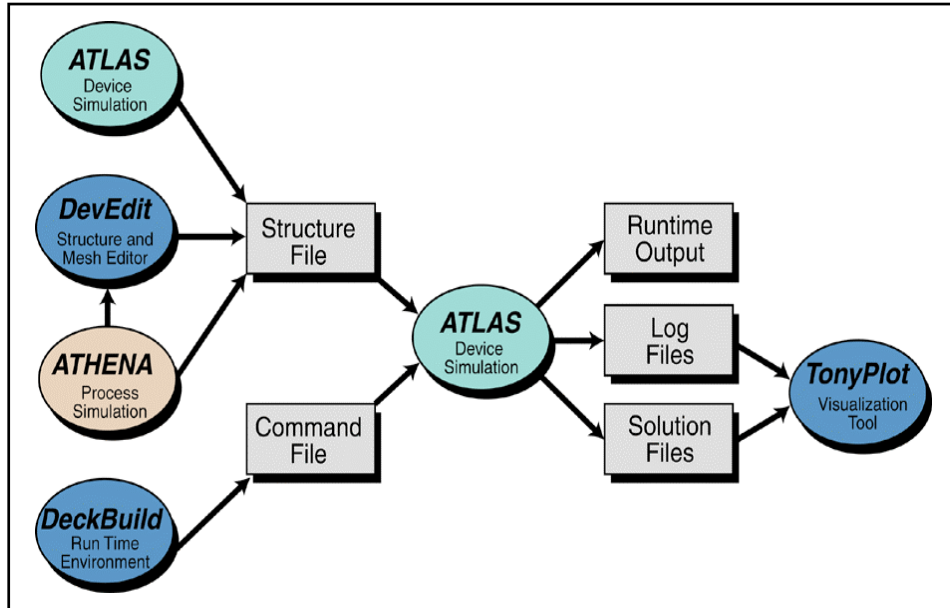 ATLAS
Device
Simulation
DevEdit
Structure and
Mesh Editor
ATHENA
Process
Simulation
DeckBuild
Run Time
Environment
Structure
File
Command
File
ATLAS
Device
Simulation
Runtime
Output
Log
Files
Solution
Files
TonyPlot
Visualization
Tool